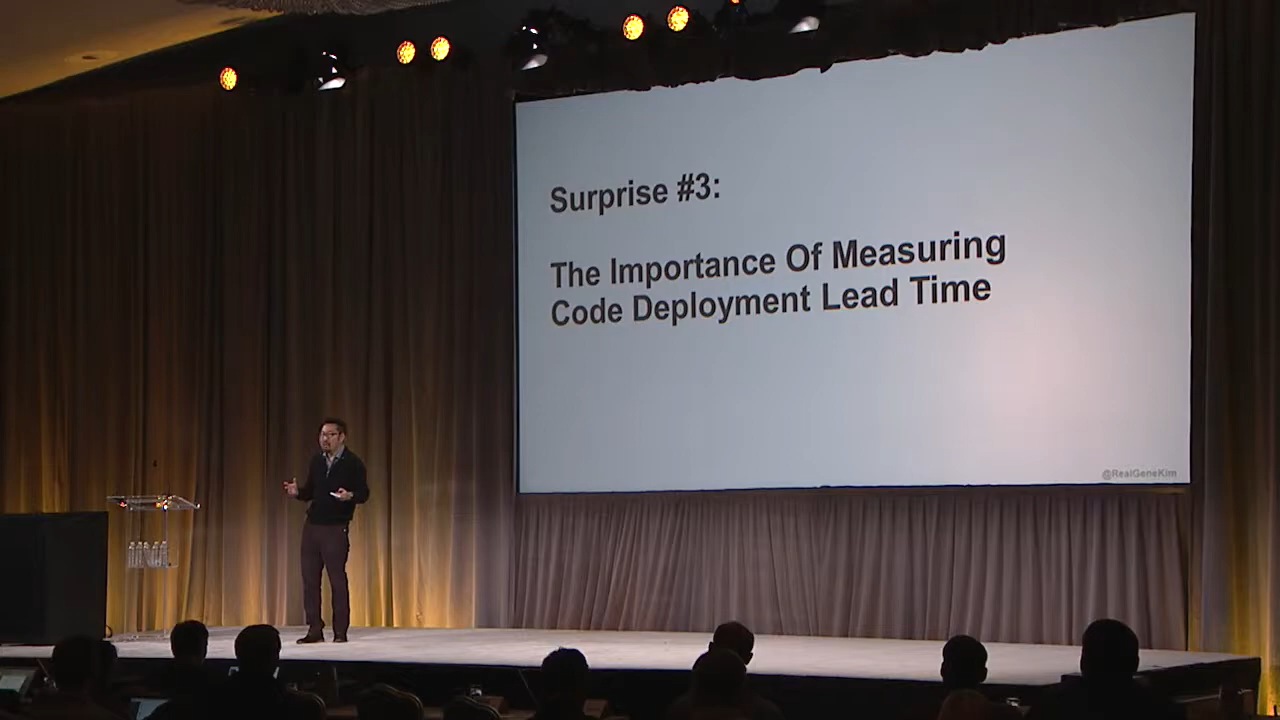 Surprise #3:
The Importance Of Measuring
Code Deployment Lead Time
@RealGeneKim